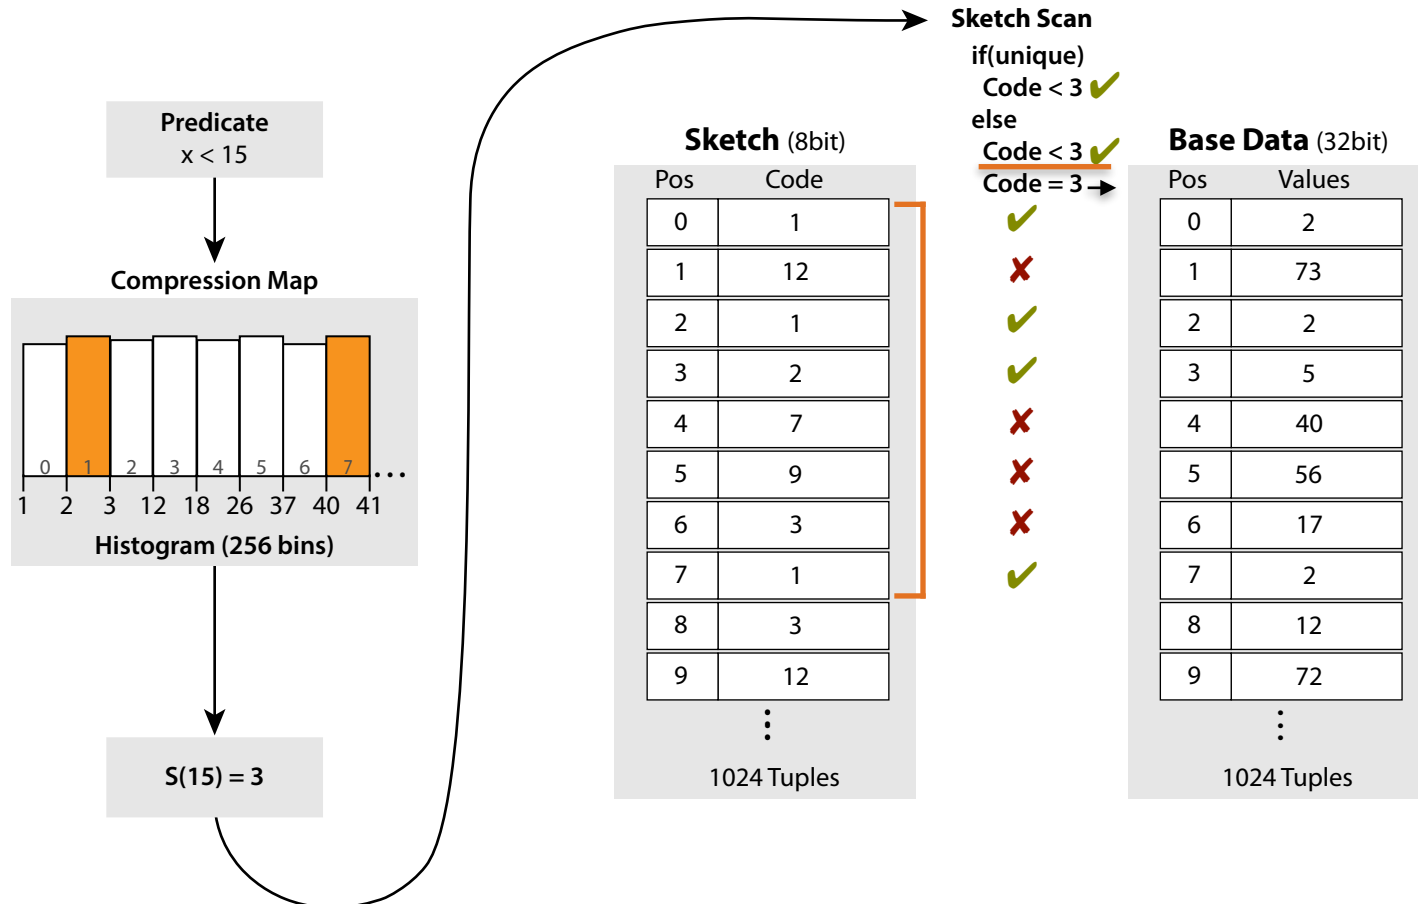 Predicate
x < 15
Compression Map
0 1 2 3 4 5 6 7 ...
1 2 3 12 18 26 37 40 41
Histogram (256 bins)
S(15) = 3
Sketch Scan
if(unique)
Code < 3 ✔
else
Code < 3 ✔
Code = 3
Sketch (8bit)
Pos Code
0 1 ✔
1 12 ✘
2 1 ✔
3 2 ✔
4 7 ✘
5 9 ✘
6 3 ✘
7 1 ✔
8 3
9 12
⋮
1024 Tuples
Base Data (32bit)
Pos Values
0 2
1 73
2 2
3 5
4 40
5 56
6 17
7 2
8 12
9 72
⋮
1024 Tuples